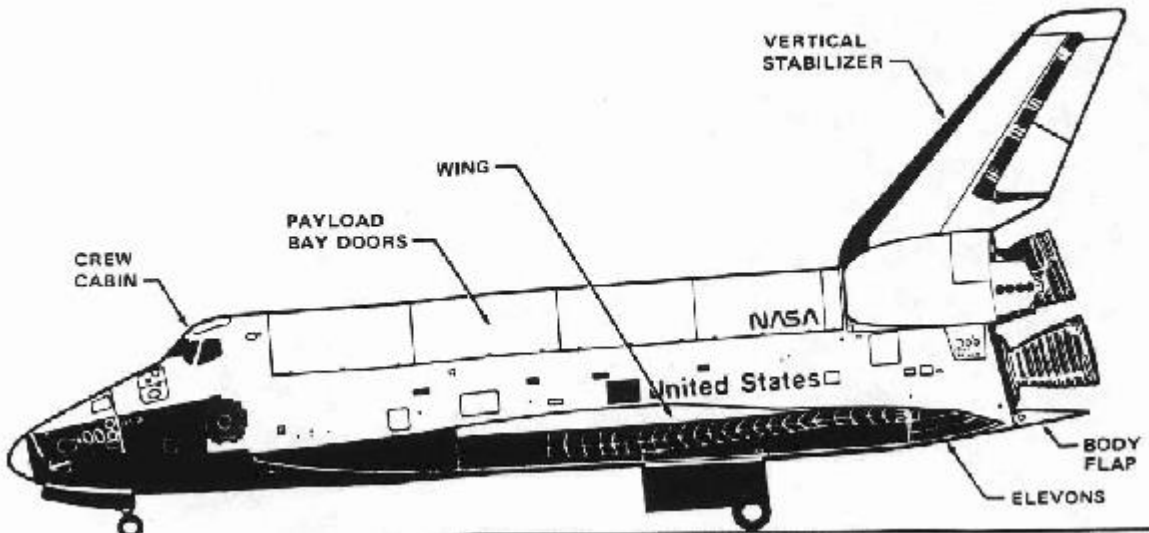 VERTICAL
STABILIZER
WING
PAYLOAD
BAY DOORS
CREW
CABIN
NASA
United States
BODY
FLAP
ELEVONS